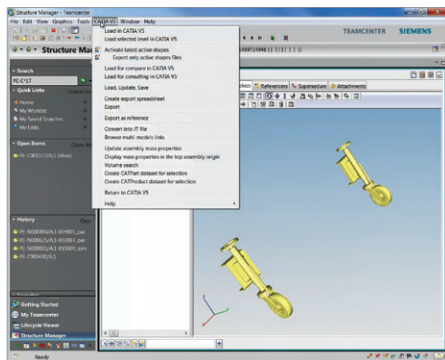 Structure Manager - Teamcenter
File Edit View Graphics Tools CATIA V5 Window Help
TEAMCENTER SIEMENS
Structure Ma
Load in CATIA V5
Load selected level in CATIA V5
Activate latest active shapes
Export only active shapes files
Load for compare in CATIA V5
Load for consulting in CATIA V5
Load, Update, Save
Create export spreadsheet
Export
Export as reference
Convert into JT file
Browse multi-models links
Update assembly mass properties
Display mass properties in the top assembly origin
Volume search
Create CATPart dataset for selection
Create CATProduct dataset for selection
Return to CATIA V5
Help
References Supersedure Attachments
Search
PE-C*17
Quick Links
Home
My Worklist
My Saved Searches
My Links
Open Items
History
Getting Started
My Teamcenter
Lifecycle Viewer
Structure Manager
Ready